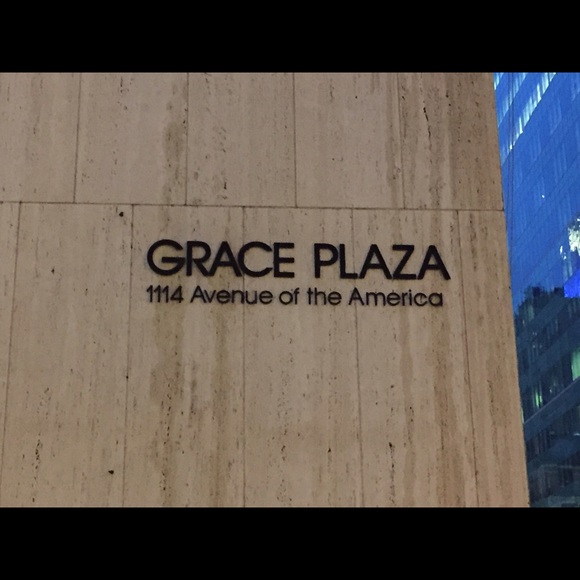 GRACE PLAZA
1114 Avenue of the America